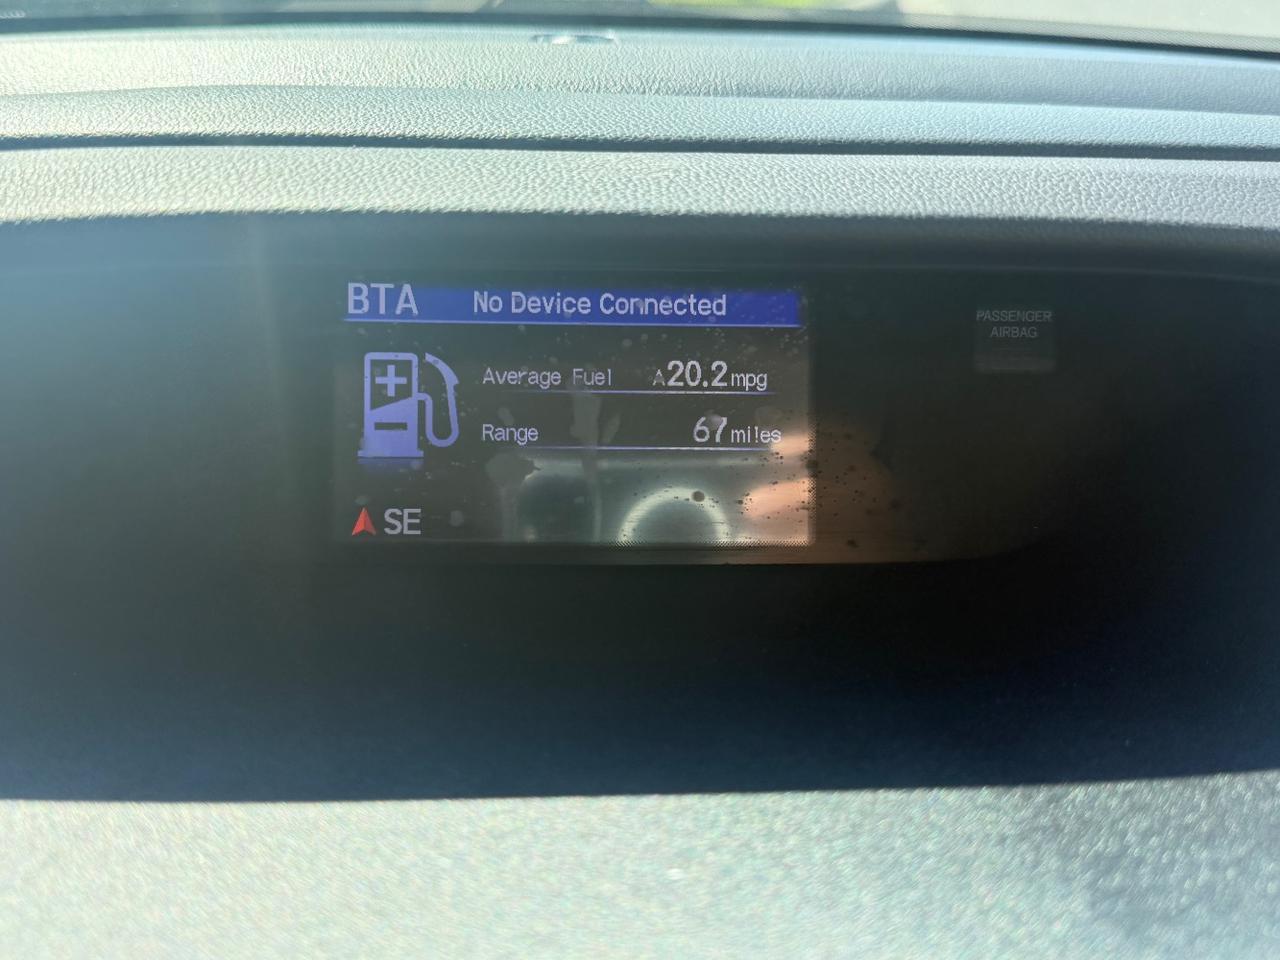 BTA No Device Connected
Average Fuel A20.2mpg
Range 67miles
SE
PASSENGER
AIRBAG